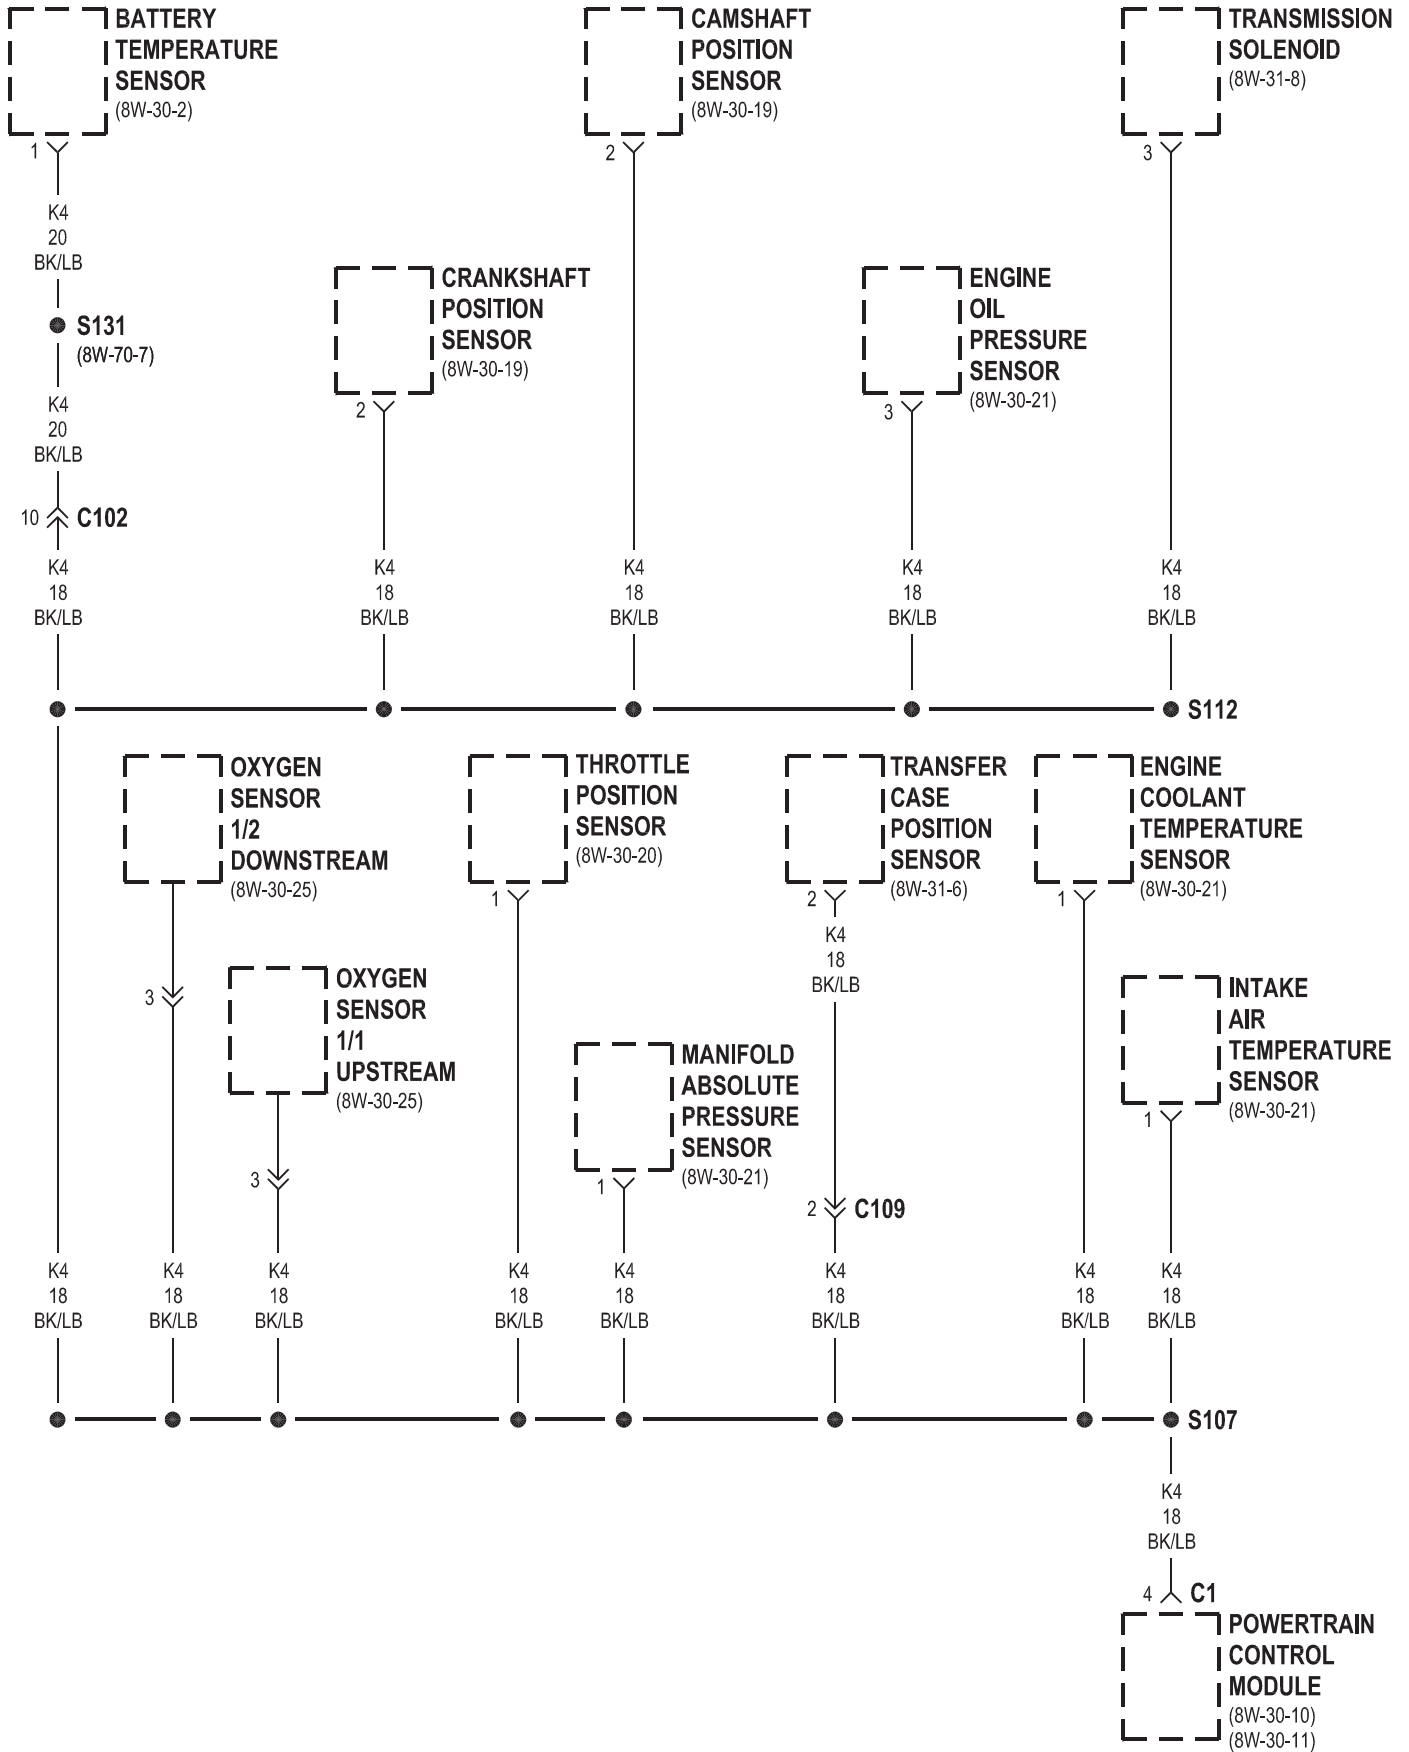 BATTERY
TEMPERATURE
SENSOR
(8W-30-2)
1
CAMSHAFT
POSITION
SENSOR
(8W-30-19)
2
TRANSMISSION
SOLENOID
(8W-31-8)
3
K4
20
BK/LB
S131
(8W-70-7)
K4
20
BK/LB
10
C102
CRANKSHAFT
POSITION
SENSOR
(8W-30-19)
2
ENGINE
OIL
PRESSURE
SENSOR
(8W-30-21)
3
K4
18
BK/LB
K4
18
BK/LB
K4
18
BK/LB
K4
18
BK/LB
K4
18
BK/LB
S112
OXYGEN
SENSOR
1/2
DOWNSTREAM
(8W-30-25)
3
THROTTLE
POSITION
SENSOR
(8W-30-20)
1
TRANSFER
CASE
POSITION
SENSOR
(8W-31-6)
2
K4
18
BK/LB
ENGINE
COOLANT
TEMPERATURE
SENSOR
(8W-30-21)
1
OXYGEN
SENSOR
1/1
UPSTREAM
(8W-30-25)
3
MANIFOLD
ABSOLUTE
PRESSURE
SENSOR
(8W-30-21)
1
2
C109
INTAKE
AIR
TEMPERATURE
SENSOR
(8W-30-21)
1
K4
18
BK/LB
K4
18
BK/LB
K4
18
BK/LB
K4
18
BK/LB
K4
18
BK/LB
K4
18
BK/LB
K4
18
BK/LB
K4
18
BK/LB
S107
K4
18
BK/LB
4
C1
POWERTRAIN
CONTROL
MODULE
(8W-30-10)
(8W-30-11)